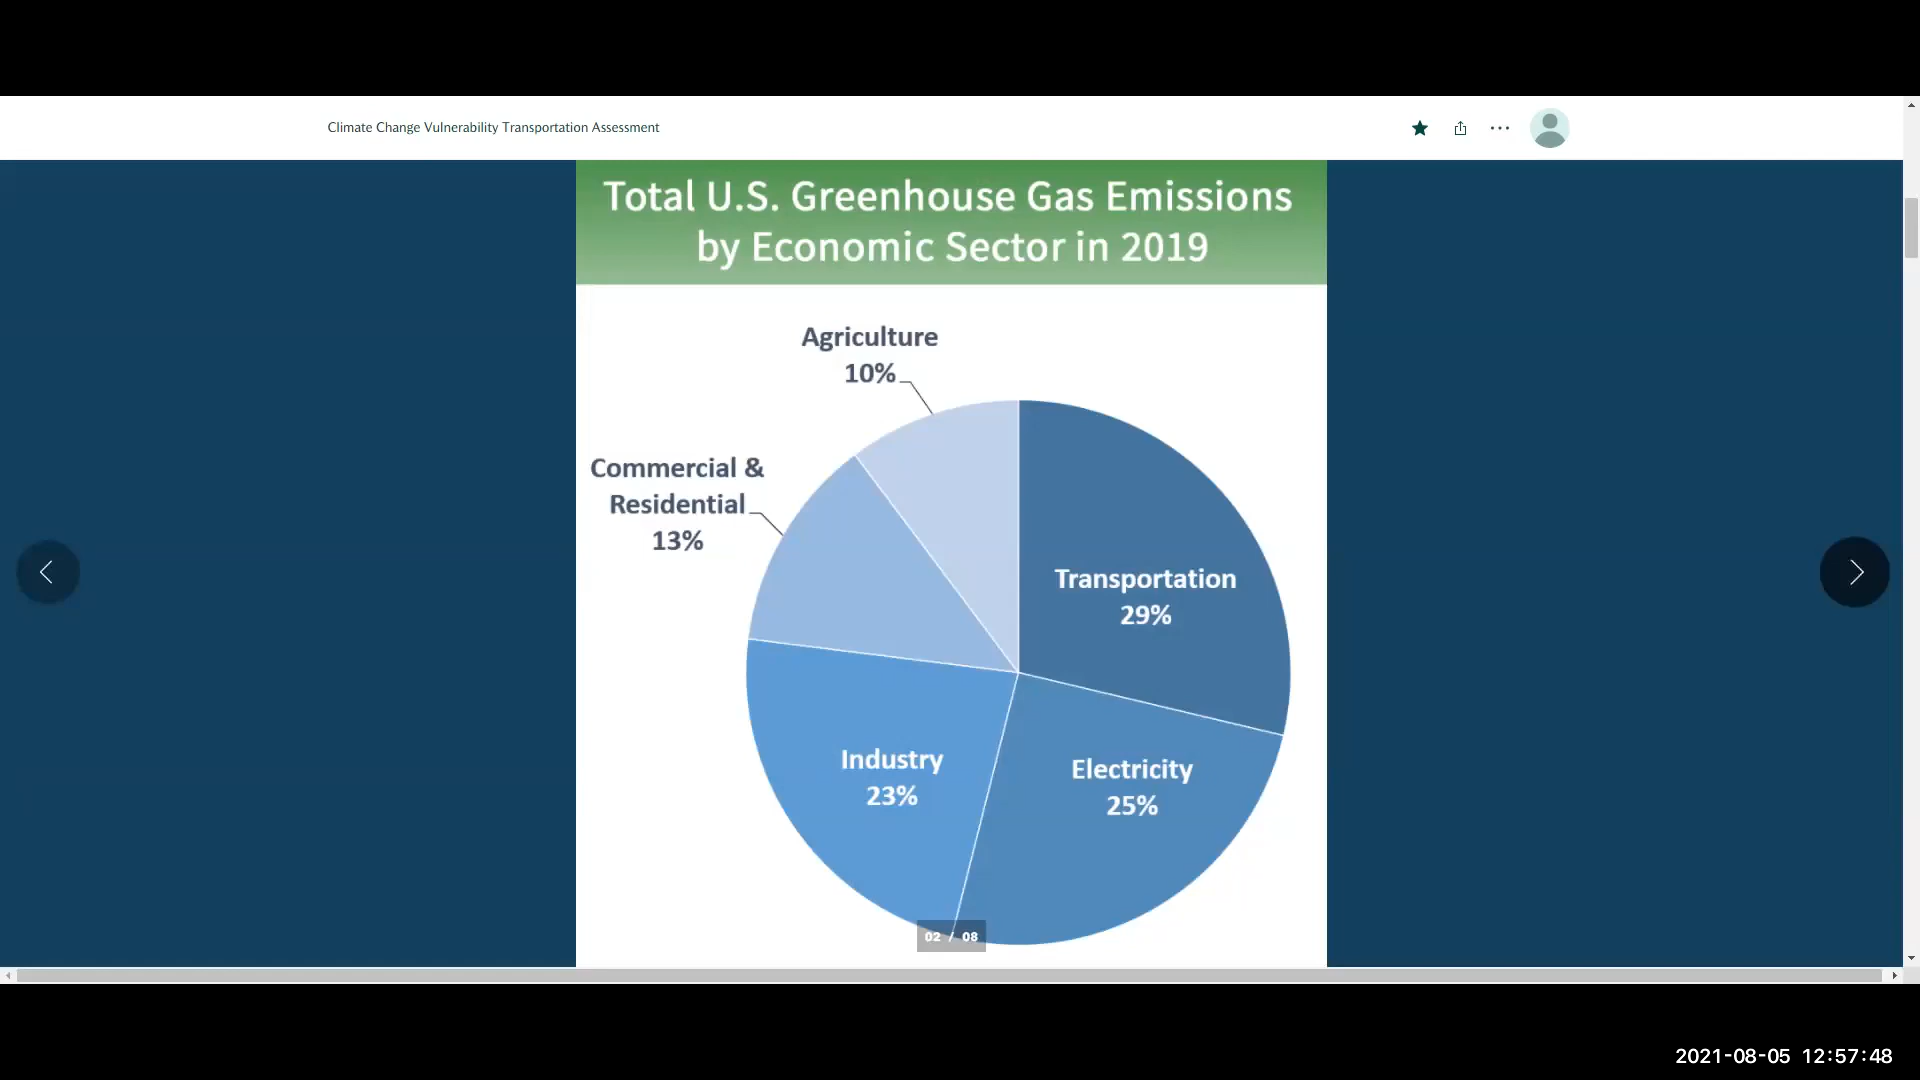 Climate Change Vulnerability Transportation Assessment
Total U.S. Greenhouse Gas Emissions
by Economic Sector in 2019
Agriculture
10%
Commercial &
Residential
13%
Transportation
29%
Industry
23%
Electricity
25%
02 / 08
2021-08-05 12:57:48